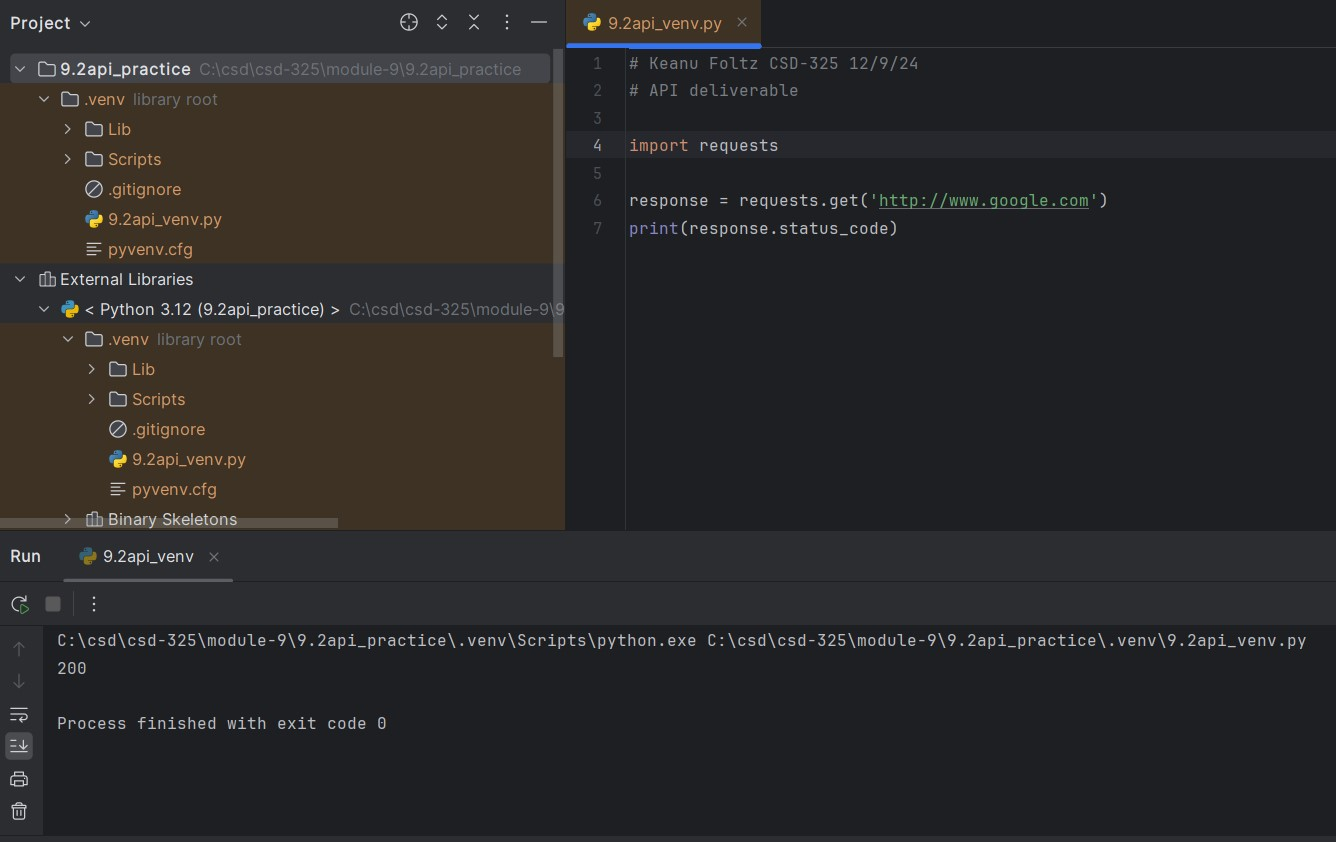 Project
9.2api_practice C:\csd\csd-325\module-9\9.2api_practice
.venv library root
Lib
Scripts
.gitignore
9.2api_venv.py
pyvenv.cfg
External Libraries
< Python 3.12 (9.2api_practice) > C:\csd\csd-325\module-9\9
.venv library root
Lib
Scripts
.gitignore
9.2api_venv.py
pyvenv.cfg
Binary Skeletons
9.2api_venv.py
1 # Keanu Foltz CSD-325 12/9/24
2 # API deliverable
3
4 import requests
5
6 response = requests.get('http://www.google.com')
7 print(response.status_code)
Run 9.2api_venv
C:\csd\csd-325\module-9\9.2api_practice\.venv\Scripts\python.exe C:\csd\csd-325\module-9\9.2api_practice\.venv\9.2api_venv.py
200
Process finished with exit code 0